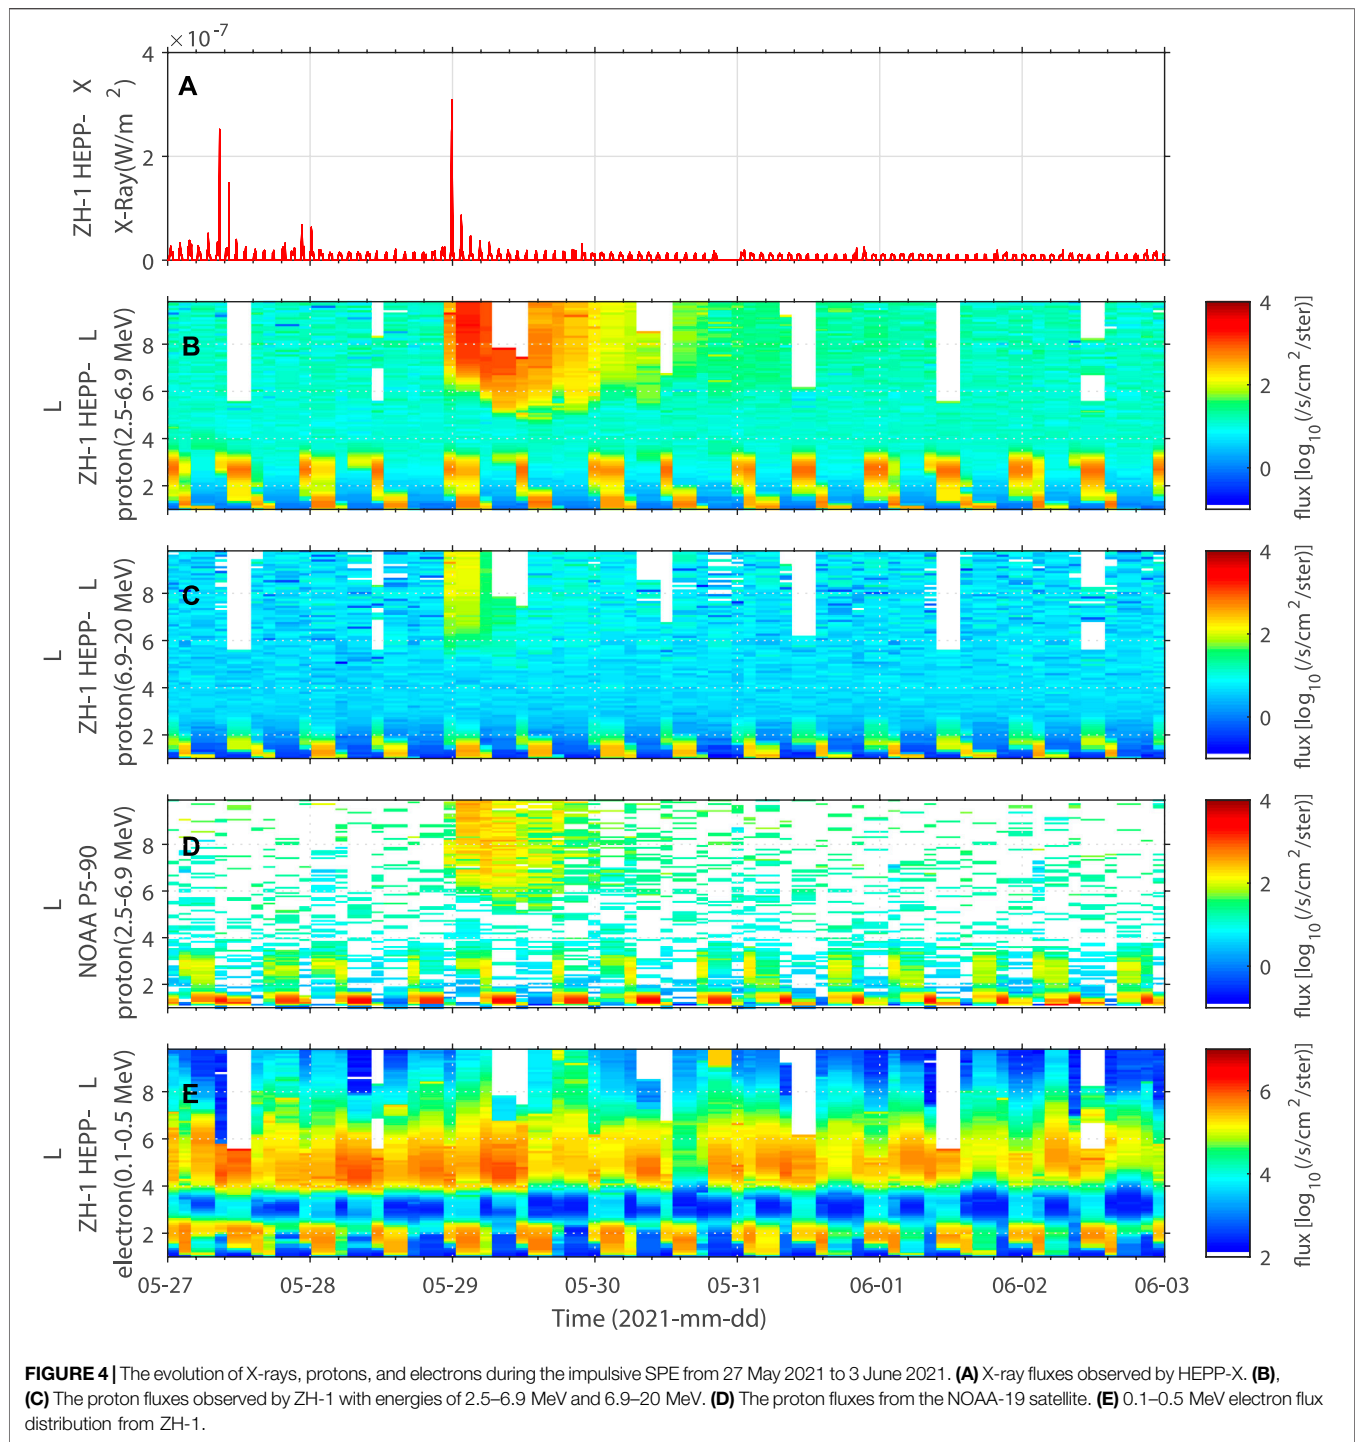 ×10⁻⁷
4
2
0
ZH-1 HEPP- X
X-Ray(W/m²)
A
8
6
4
2
L
ZH-1 HEPP- L
proton(2.5-6.9 MeV)
B
4
2
0
flux [log₁₀(/s/cm²/ster)]
8
6
4
2
L
ZH-1 HEPP- L
proton(6.9-20 MeV)
C
4
2
0
flux [log₁₀(/s/cm²/ster)]
8
6
4
2
L
NOAA P5-90
proton(2.5-6.9 MeV)
D
4
2
0
flux [log₁₀(/s/cm²/ster)]
8
6
4
2
L
ZH-1 HEPP- L
electron(0.1-0.5 MeV)
E
6
4
2
flux [log₁₀(/s/cm²/ster)]
05-27 05-28 05-29 05-30 05-31 06-01 06-02 06-03
Time (2021-mm-dd)
FIGURE 4 | The evolution of X-rays, protons, and electrons during the impulsive SPE from 27 May 2021 to 3 June 2021. (A) X-ray fluxes observed by HEPP-X. (B),
(C) The proton fluxes observed by ZH-1 with energies of 2.5–6.9 MeV and 6.9–20 MeV. (D) The proton fluxes from the NOAA-19 satellite. (E) 0.1–0.5 MeV electron flux
distribution from ZH-1.